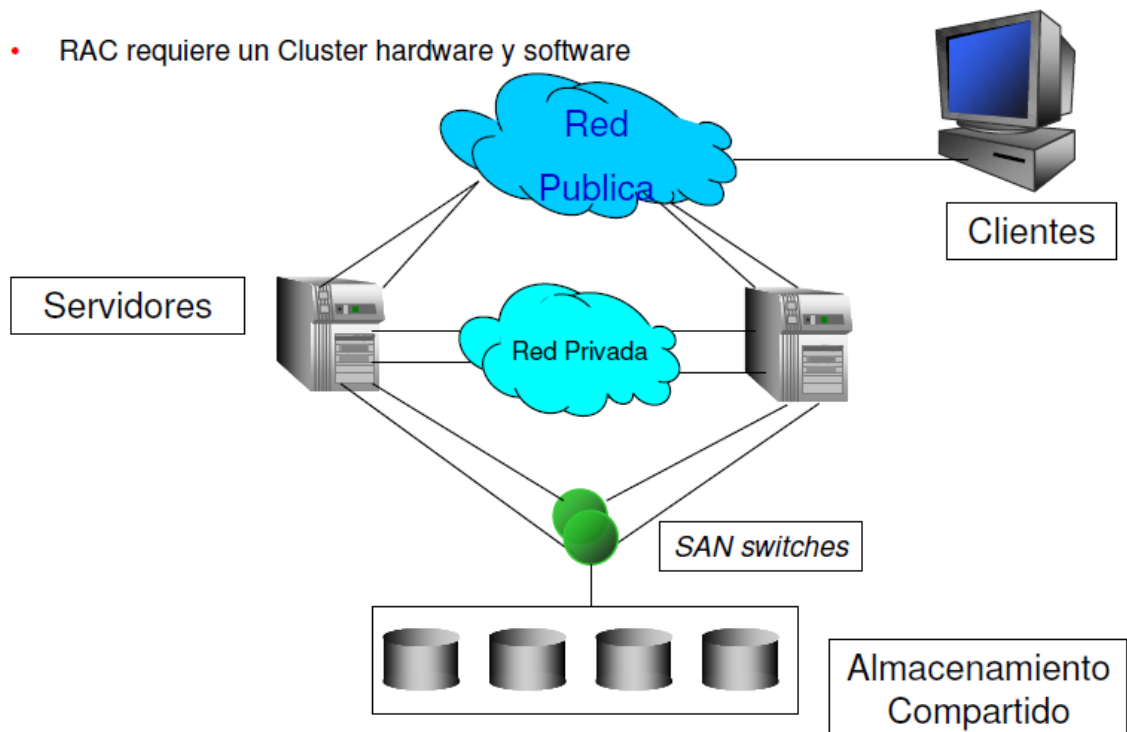 • RAC requiere un Cluster hardware y software
Red
Publica
Clientes
Servidores
Red Privada
SAN switches
Almacenamiento
Compartido